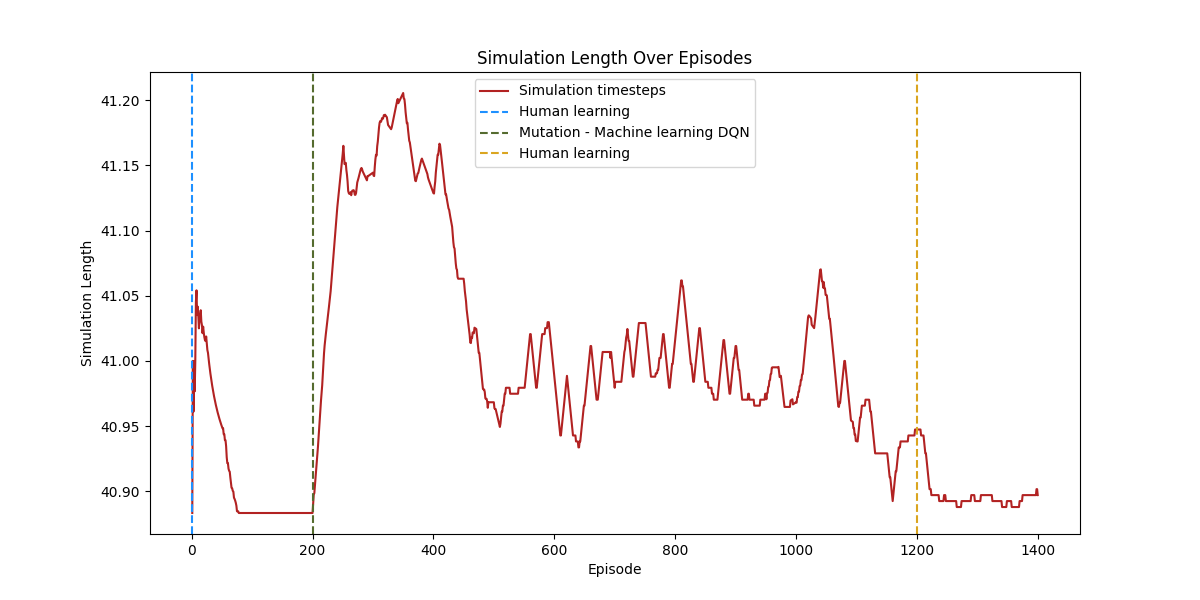 Simulation Length Over Episodes
Simulation timesteps
Human learning
Mutation - Machine learning DQN
Human learning
41.20
41.15
41.10
41.05
41.00
40.95
40.90
Simulation Length
0 200 400 600 800 1000 1200 1400
Episode